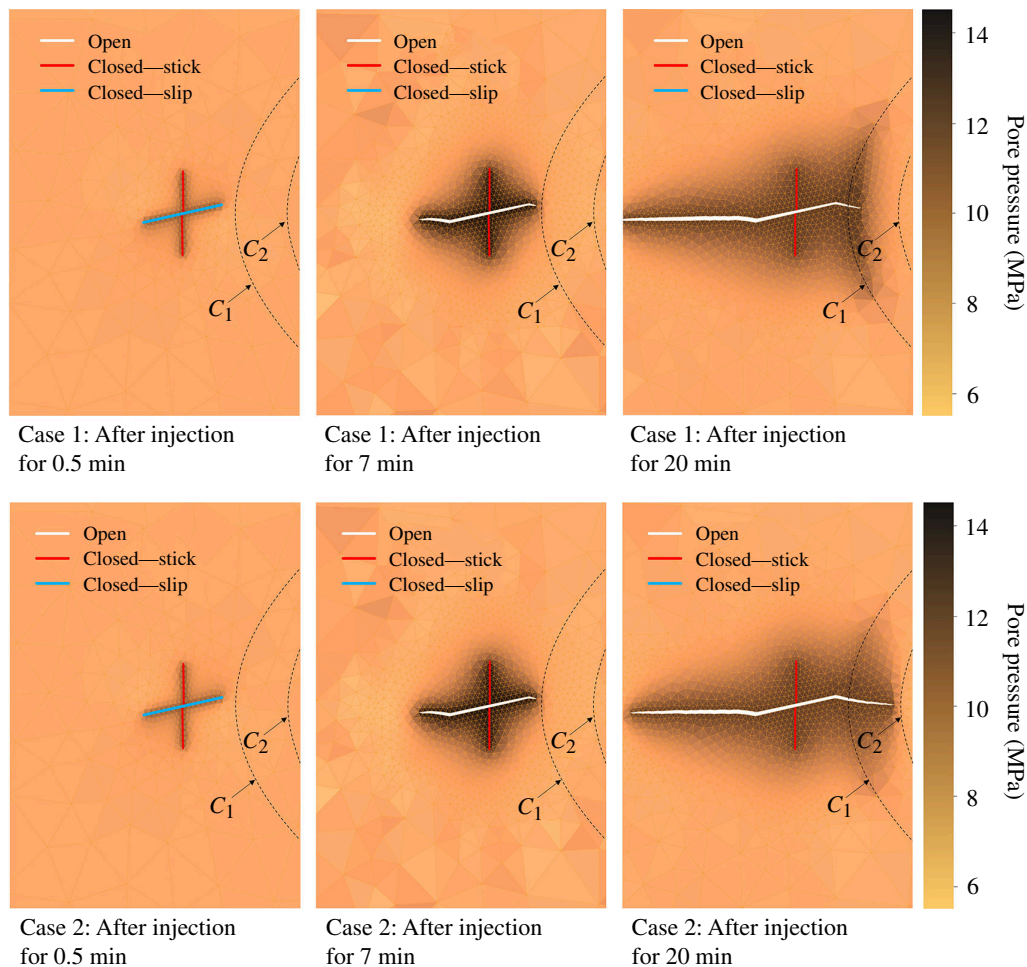 Open
Closed—stick
Closed—slip
C2
C1
Case 1: After injection
for 0.5 min
Open
Closed—stick
Closed—slip
C2
C1
Case 1: After injection
for 7 min
Open
Closed—stick
Closed—slip
C2
C1
Case 1: After injection
for 20 min
14
12
10
8
6
Pore pressure (MPa)
Open
Closed—stick
Closed—slip
C2
C1
Case 2: After injection
for 0.5 min
Open
Closed—stick
Closed—slip
C2
C1
Case 2: After injection
for 7 min
Open
Closed—stick
Closed—slip
C2
C1
Case 2: After injection
for 20 min
14
12
10
8
6
Pore pressure (MPa)